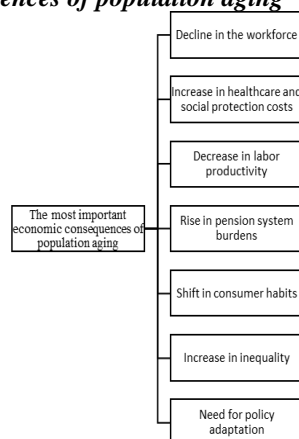 ences of population aging
Decline in the workforce
Increase in healthcare and
social protection costs
Decrease in labor
productivity
The most important
economic consequences of
population aging
Rise in pension system
burdens
Shift in consumer habits
Increase in inequality
Need for policy
adaptation